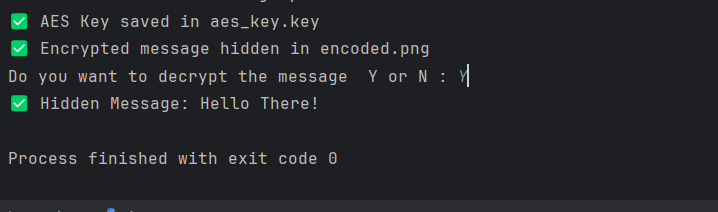 ✅ AES Key saved in aes_key.key
✅ Encrypted message hidden in encoded.png
Do you want to decrypt the message  Y or N : Y
✅ Hidden Message: Hello There!
Process finished with exit code 0